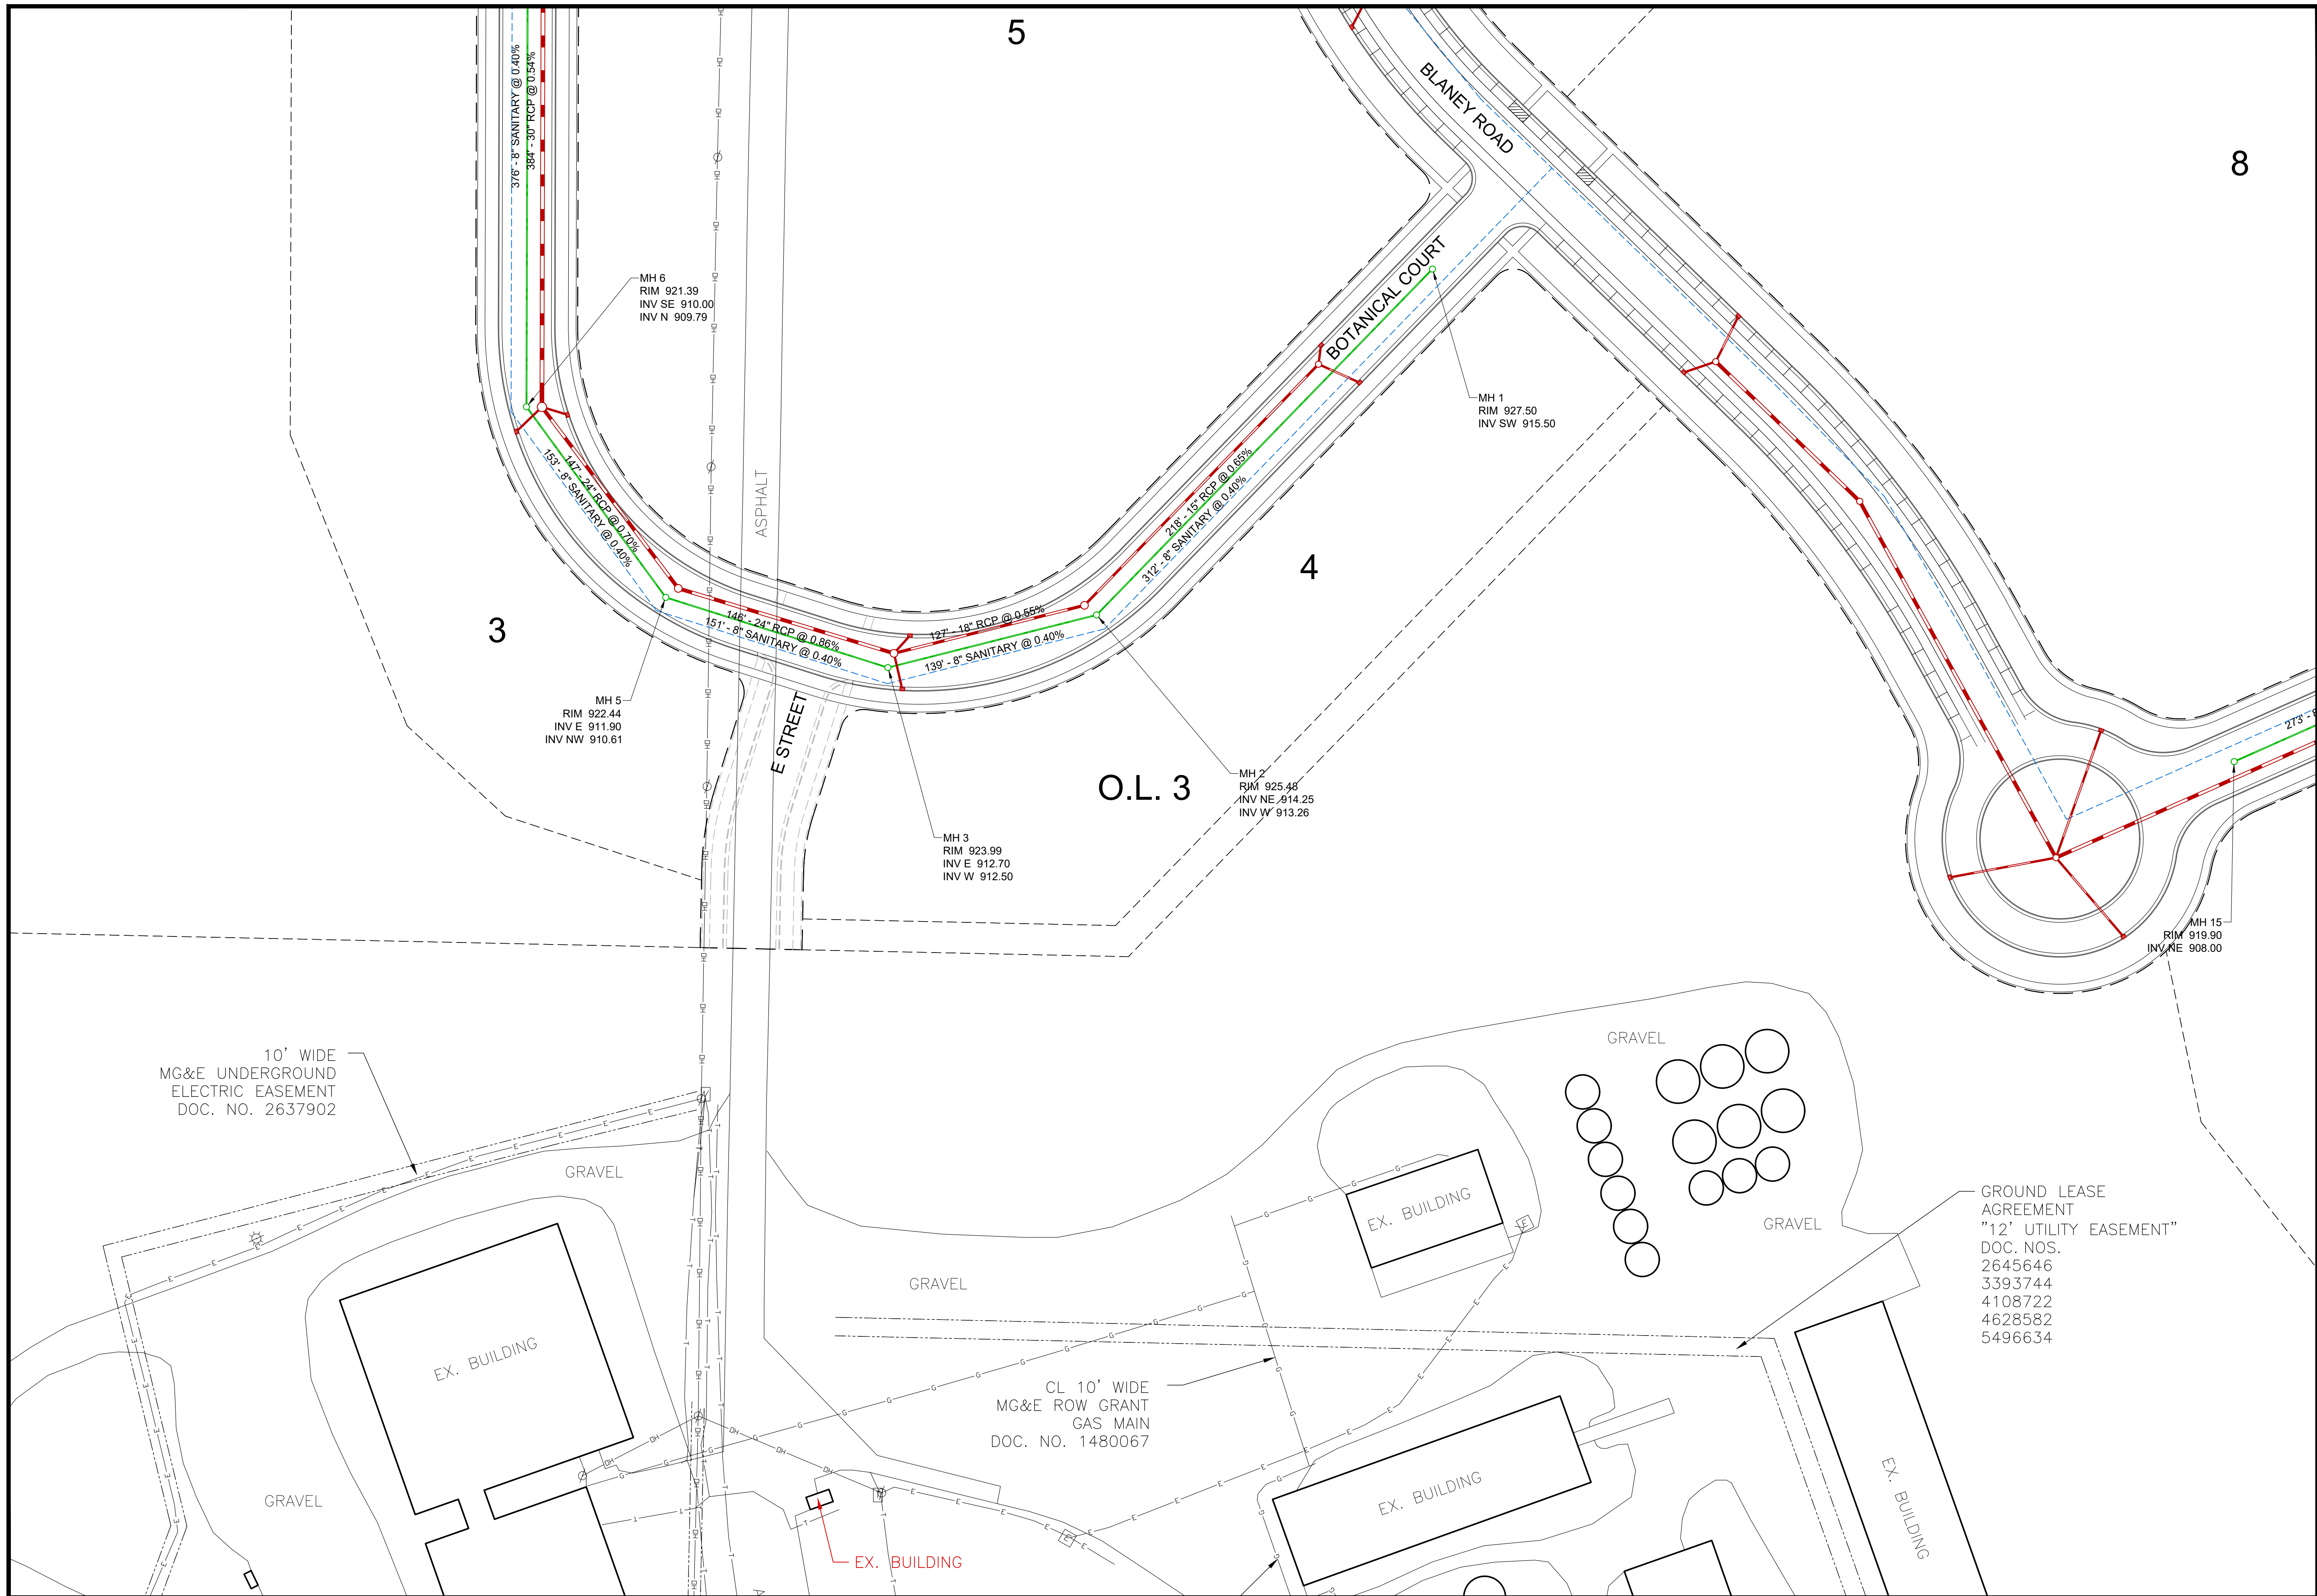 5
8
BLANEY ROAD
376' - 8" SANITARY @ 0.40%
384' - 30" RCP @ 0.54%
MH 6
RIM 921.39
INV SE 910.00
INV N 909.79
BOTANICAL COURT
MH 1
RIM 927.50
INV SW 915.50
ASPHALT
147' - 24" RCP @ 0.70%
153' - 8" SANITARY @ 0.40%
218' - 15" RCP @ 0.65%
312' - 8" SANITARY @ 0.40%
4
3
146' - 24" RCP @ 0.86%
151' - 8" SANITARY @ 0.40%
127' - 18" RCP @ 0.55%
139' - 8" SANITARY @ 0.40%
MH 5
RIM 922.44
INV E 911.90
INV NW 910.61
E STREET
O.L. 3
MH 2
RIM 925.48
INV NE 914.25
INV W 913.26
MH 3
RIM 923.99
INV E 912.70
INV W 912.50
273' - 8
MH 15
RIM 919.90
INV NE 908.00
10' WIDE
MG&E UNDERGROUND
ELECTRIC EASEMENT
DOC. NO. 2637902
GRAVEL
GRAVEL
EX. BUILDING
GRAVEL
GROUND LEASE
AGREEMENT
"12' UTILITY EASEMENT"
DOC. NOS.
2645646
3393744
4108722
4628582
5496634
GRAVEL
EX. BUILDING
CL 10' WIDE
MG&E ROW GRANT
GAS MAIN
DOC. NO. 1480067
EX. BUILDING
EX. BUILDING
GRAVEL
EX. BUILDING